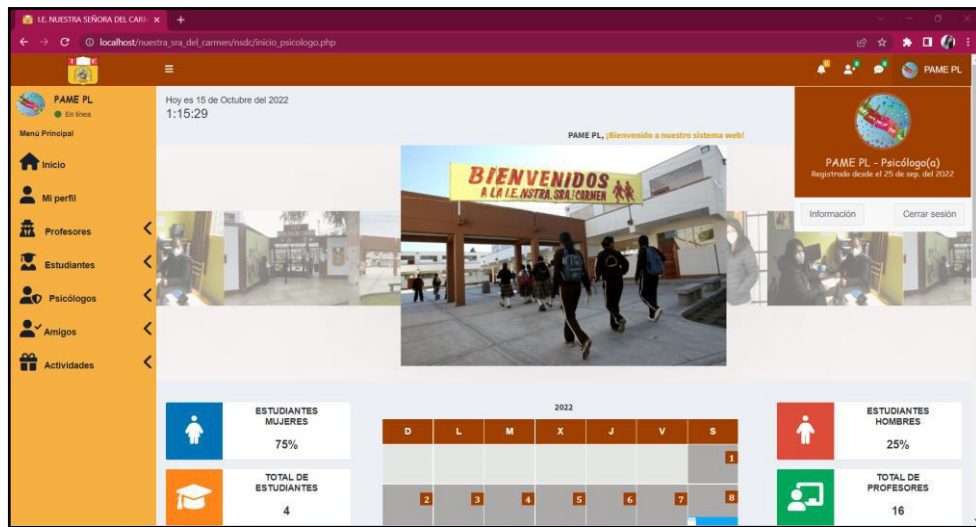 I.E. NUESTRA SEÑORA DEL CARM
localhost/nuestra_sra_del_carmen/nsdc/inicio_psicologo.php
PAME PL
PAME PL
En línea
Menú Principal
Inicio
Mi perfil
Profesores
Estudiantes
Psicólogos
Amigos
Actividades
Hoy es 15 de Octubre del 2022
1:15:29
PAME PL, ¡Bienvenido a nuestro sistema web!
BIENVENIDOS
A LA I.E. NSTRA. SRA. CARMEN
PAME PL - Psicólogo(a)
Registrado desde el 25 de sep. del 2022
Información
Cerrar sesión
ESTUDIANTES
MUJERES
75%
TOTAL DE
ESTUDIANTES
4
2022
D L M X J V S
1
2 3 4 5 6 7 8
ESTUDIANTES
HOMBRES
25%
TOTAL DE
PROFESORES
16